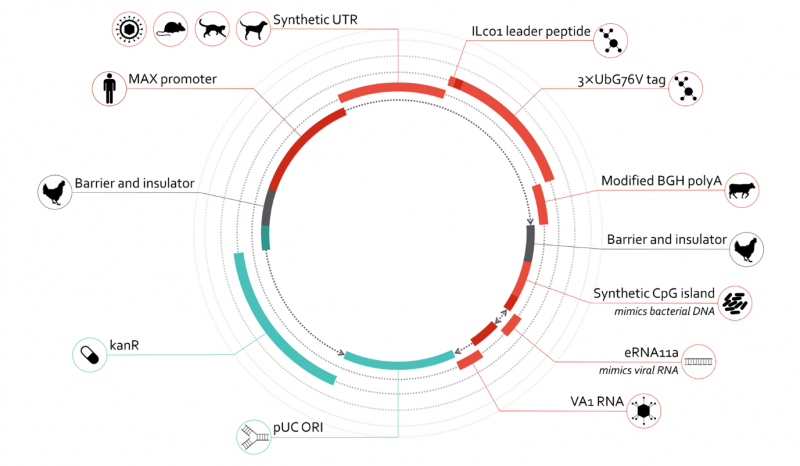 Synthetic UTR
ILco1 leader peptide
MAX promoter
3×UbG76V tag
Barrier and insulator
Modified BGH polyA
Barrier and insulator
Synthetic CpG island
mimics bacterial DNA
kanR
eRNA11a
mimics viral RNA
VA1 RNA
pUC ORI